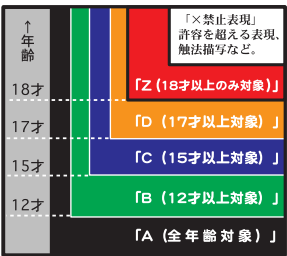 ↑
年
齢
18才
17才
15才
12才
「×禁止表現」
許容を超える表現、
触法描写など。
「Z（18才以上のみ対象）」
「D（17才以上対象）」
「C（15才以上対象）」
「B（12才以上対象）」
「A（全年齢対象）」